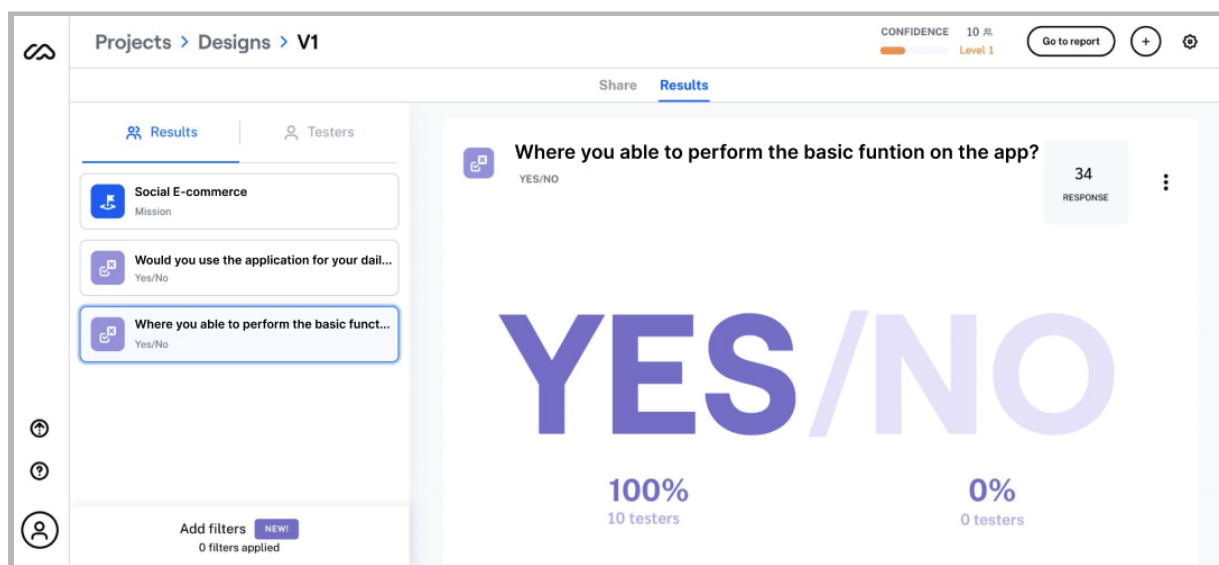 Projects > Designs > V1
CONFIDENCE 10
Level 1
Go to report
+
Share Results
Results Testers
Social E-commerce
Mission
Would you use the application for your dail...
Yes/No
Where you able to perform the basic funct...
Yes/No
Add filters NEW!
0 filters applied
Where you able to perform the basic funtion on the app?
YES/NO
34
RESPONSE
YES/NO
100% 0%
10 testers 0 testers